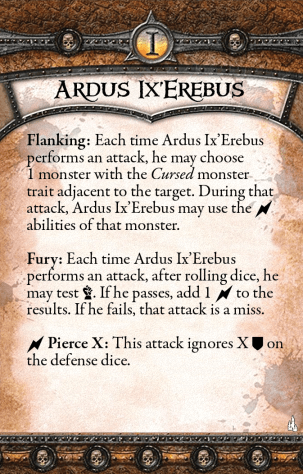 I
ARDUS IX'EREBUS
Flanking: Each time Ardus Ix'Erebus
performs an attack, he may choose
1 monster with the Cursed monster
trait adjacent to the target. During that
attack, Ardus Ix'Erebus may use the
abilities of that monster.
Fury: Each time Ardus Ix'Erebus
performs an attack, after rolling dice, he
may test . If he passes, add 1 to the
results. If he fails, that attack is a miss.
Pierce X: This attack ignores X on
the defense dice.